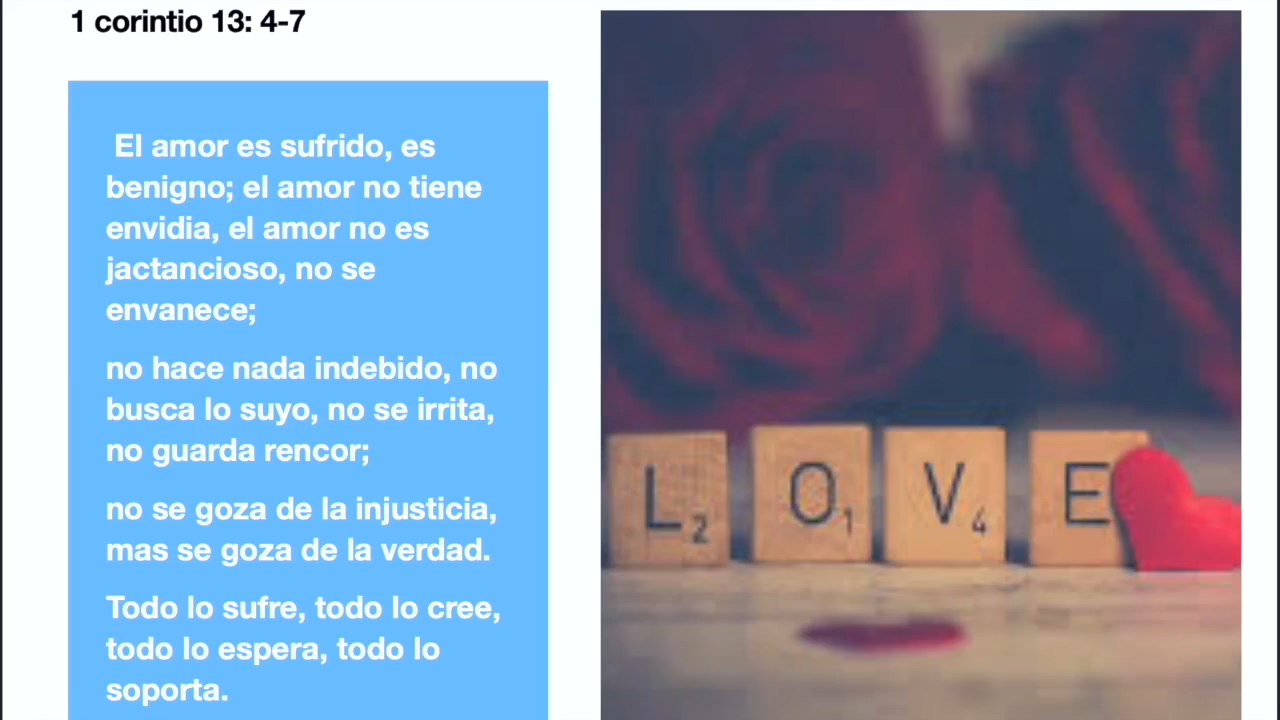 1 corintio 13: 4-7
El amor es sufrido, es
benigno; el amor no tiene
envidia, el amor no es
jactancioso, no se
envanece;
no hace nada indebido, no
busca lo suyo, no se irrita,
no guarda rencor;
no se goza de la injusticia,
mas se goza de la verdad.
Todo lo sufre, todo lo cree,
todo lo espera, todo lo
soporta.
L2 O1 V4 E